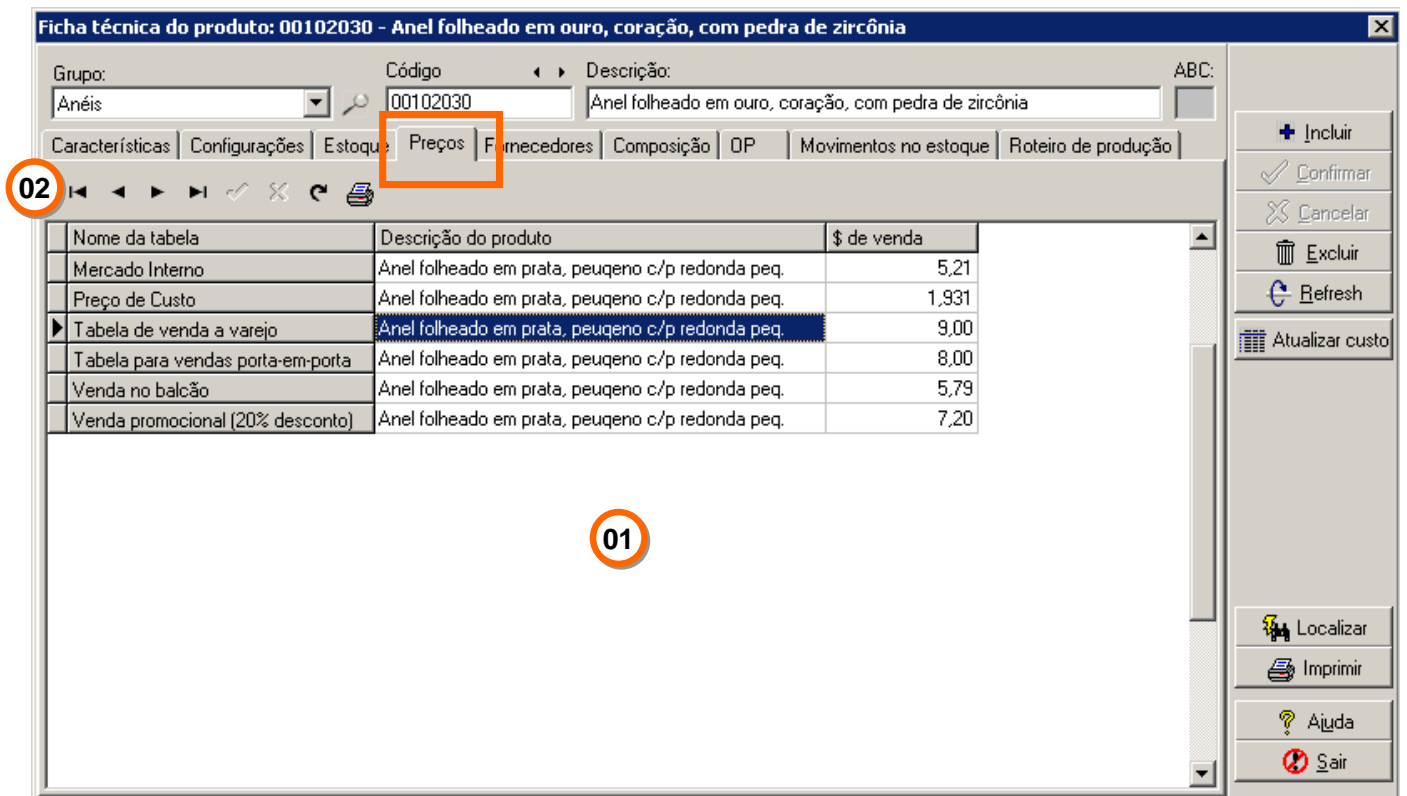 Ficha técnica do produto: 00102030 - Anel folheado em ouro, coração, com pedra de zircônia
Grupo: Código Descrição: ABC:
Anéis 00102030 Anel folheado em ouro, coração, com pedra de zircônia
Características Configurações Estoque Preços Fornecedores Composição OP Movimentos no estoque Roteiro de produção
02
Nome da tabela Descrição do produto $ de venda
Mercado Interno Anel folheado em prata, peuqeno c/p redonda peq. 5,21
Preço de Custo Anel folheado em prata, peuqeno c/p redonda peq. 1,931
Tabela de venda a varejo Anel folheado em prata, peuqeno c/p redonda peq. 9,00
Tabela para vendas porta-em-porta Anel folheado em prata, peuqeno c/p redonda peq. 8,00
Venda no balcão Anel folheado em prata, peuqeno c/p redonda peq. 5,79
Venda promocional (20% desconto) Anel folheado em prata, peuqeno c/p redonda peq. 7,20
01
Incluir
Confirmar
Cancelar
Excluir
Refresh
Atualizar custo
Localizar
Imprimir
Ajuda
Sair